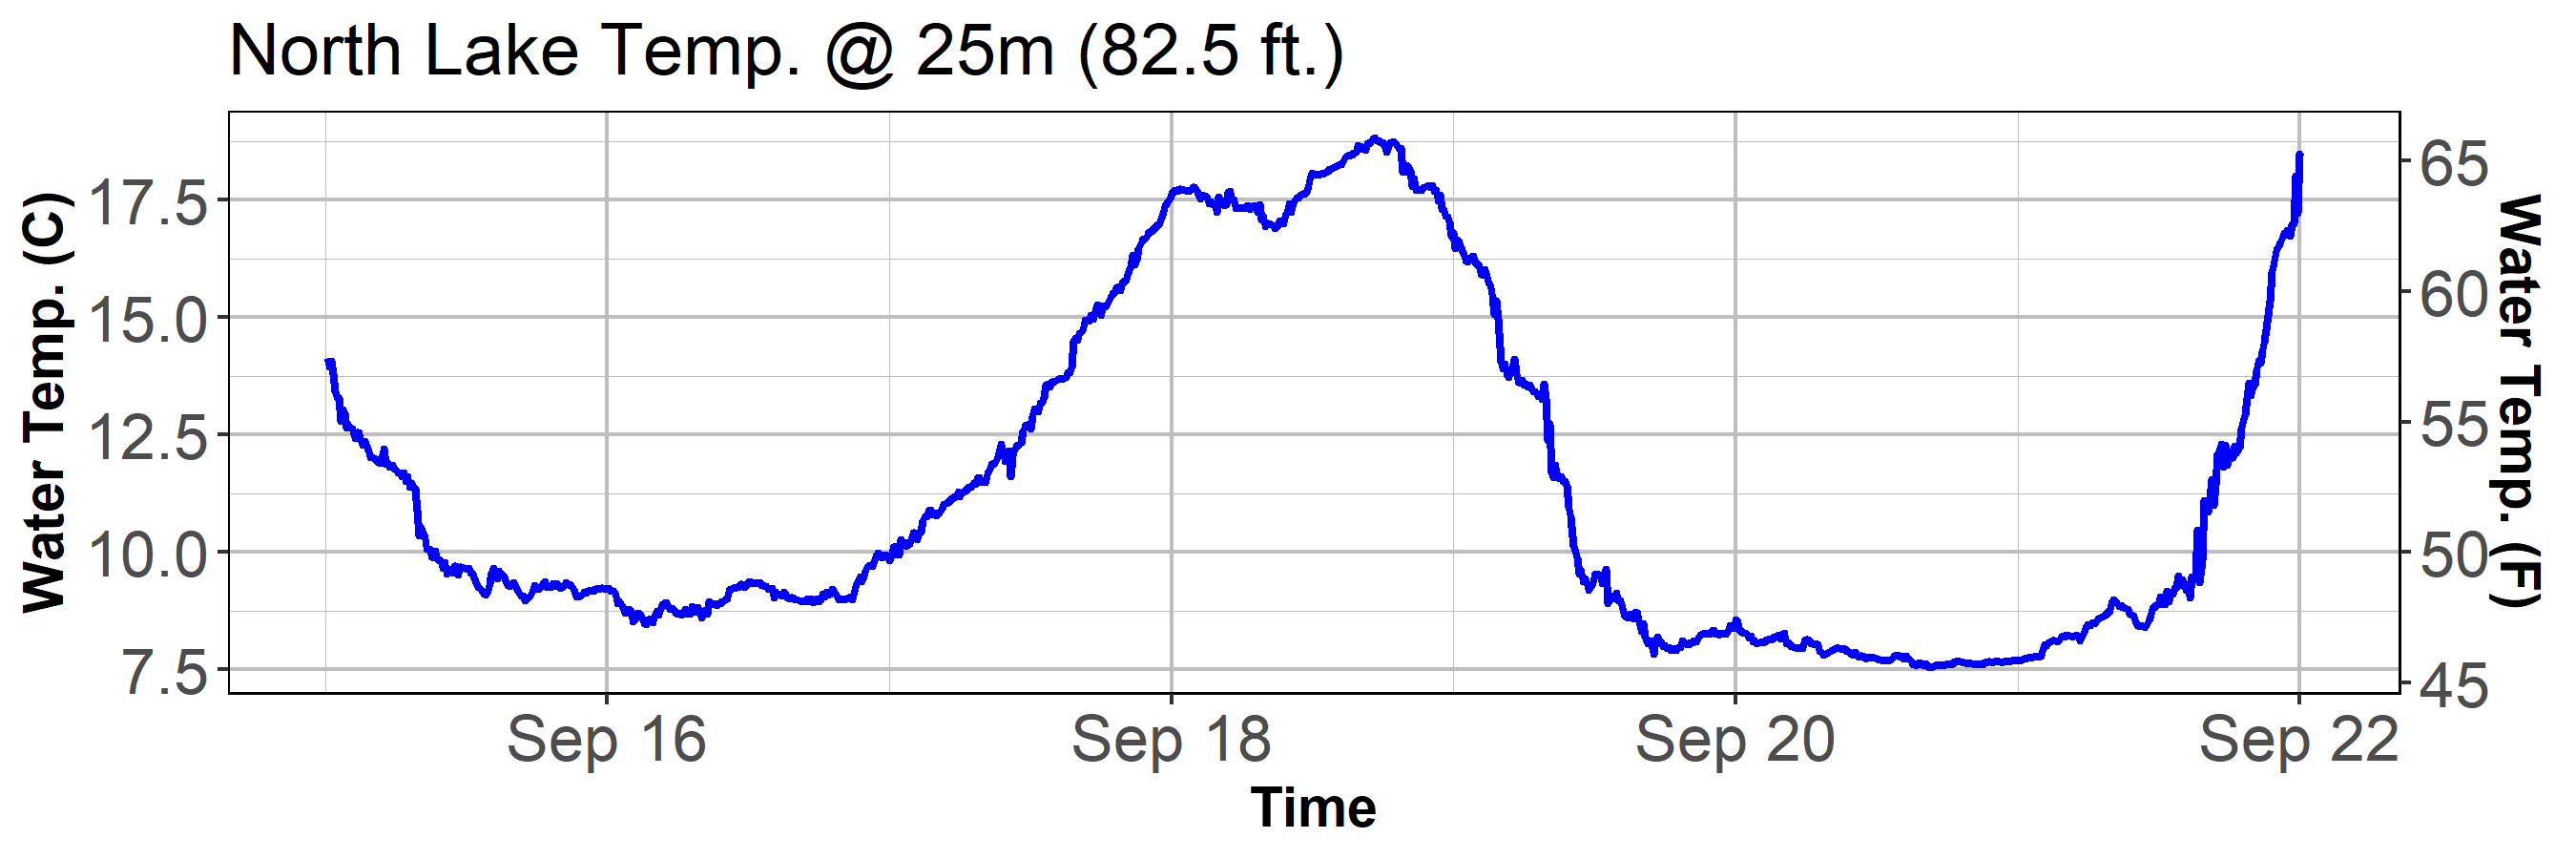 North Lake Temp. @ 25m (82.5 ft.)
Water Temp. (C)
17.5
15.0
12.5
10.0
7.5
65
60
55
50
45
Water Temp. (F)
Sep 16
Sep 18
Sep 20
Sep 22
Time